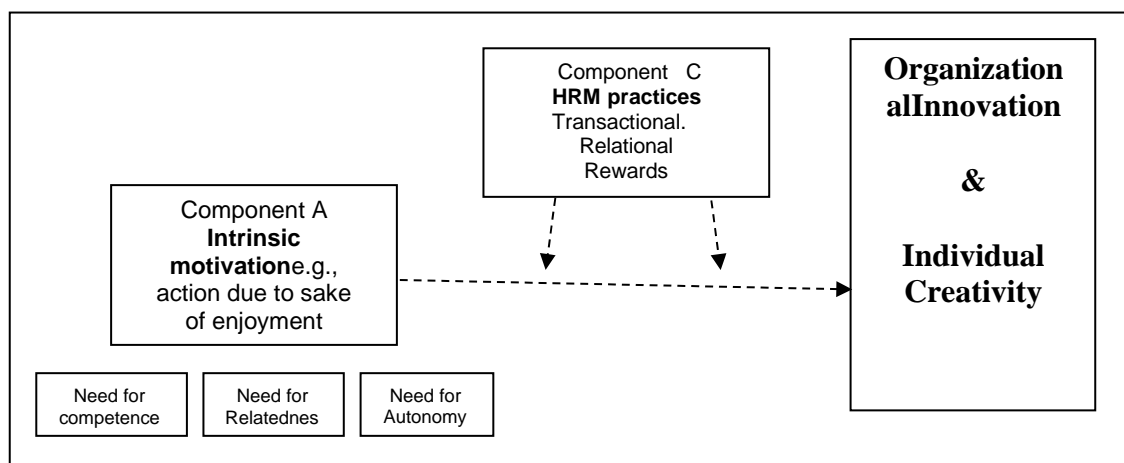 Component C
HRM practices
Transactional.
Relational
Rewards
Organization
alInnovation
&
Individual
Creativity
Component A
Intrinsic
motivatione.g.,
action due to sake
of enjoyment
Need for
competence
Need for
Relatednes
Need for
Autonomy